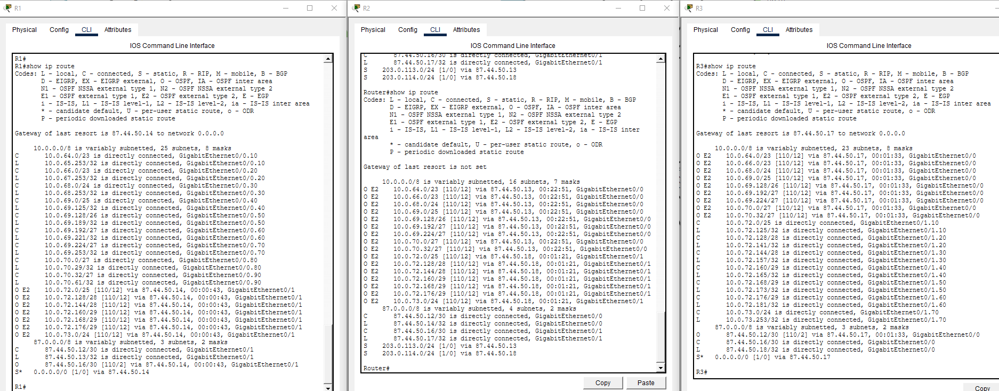 R1
Physical Config CLI Attributes
IOS Command Line Interface
R1#
R1#show ip route
Codes: L - local, C - connected, S - static, R - RIP, M - mobile, B - BGP
D - EIGRP, EX - EIGRP external, O - OSPF, IA - OSPF inter area
N1 - OSPF NSSA external type 1, N2 - OSPF NSSA external type 2
E1 - OSPF external type 1, E2 - OSPF external type 2, E - EGP
i - IS-IS, L1 - IS-IS level-1, L2 - IS-IS level-2, ia - IS-IS inter area
* - candidate default, U - per-user static route, o - ODR
P - periodic downloaded static route
Gateway of last resort is 87.44.50.14 to network 0.0.0.0
10.0.0.0/8 is variably subnetted, 25 subnets, 8 masks
C 10.0.64.0/23 is directly connected, GigabitEthernet0/0.10
L 10.0.65.253/32 is directly connected, GigabitEthernet0/0.10
C 10.0.66.0/23 is directly connected, GigabitEthernet0/0.20
L 10.0.67.253/32 is directly connected, GigabitEthernet0/0.20
C 10.0.68.0/24 is directly connected, GigabitEthernet0/0.30
L 10.0.68.253/32 is directly connected, GigabitEthernet0/0.30
C 10.0.69.0/25 is directly connected, GigabitEthernet0/0.40
L 10.0.69.125/32 is directly connected, GigabitEthernet0/0.40
C 10.0.69.128/26 is directly connected, GigabitEthernet0/0.50
L 10.0.69.189/32 is directly connected, GigabitEthernet0/0.50
C 10.0.69.192/27 is directly connected, GigabitEthernet0/0.60
L 10.0.69.221/32 is directly connected, GigabitEthernet0/0.60
C 10.0.69.224/27 is directly connected, GigabitEthernet0/0.70
L 10.0.69.253/32 is directly connected, GigabitEthernet0/0.70
C 10.0.70.0/27 is directly connected, GigabitEthernet0/0.80
L 10.0.70.29/32 is directly connected, GigabitEthernet0/0.80
C 10.0.70.32/27 is directly connected, GigabitEthernet0/0.90
L 10.0.70.61/32 is directly connected, GigabitEthernet0/0.90
O E2 10.0.72.0/25 [110/12] via 87.44.50.14, 00:00:43, GigabitEthernet0/1
O E2 10.0.72.128/28 [110/12] via 87.44.50.14, 00:00:43, GigabitEthernet0/1
O E2 10.0.72.144/28 [110/12] via 87.44.50.14, 00:00:43, GigabitEthernet0/1
O E2 10.0.72.160/29 [110/12] via 87.44.50.14, 00:00:43, GigabitEthernet0/1
O E2 10.0.72.168/29 [110/12] via 87.44.50.14, 00:00:43, GigabitEthernet0/1
O E2 10.0.72.176/29 [110/12] via 87.44.50.14, 00:00:43, GigabitEthernet0/1
O E2 10.0.73.0/24 [110/12] via 87.44.50.14, 00:00:43, GigabitEthernet0/1
87.0.0.0/8 is variably subnetted, 3 subnets, 2 masks
C 87.44.50.12/30 is directly connected, GigabitEthernet0/1
L 87.44.50.13/32 is directly connected, GigabitEthernet0/1
O 87.44.50.16/30 [110/2] via 87.44.50.14, 00:00:43, GigabitEthernet0/1
S* 0.0.0.0/0 [1/0] via 87.44.50.14
R1#
R2
Physical Config CLI Attributes
IOS Command Line Interface
C 87.44.50.16/30 is directly connected, GigabitEthernet0/1
L 87.44.50.17/32 is directly connected, GigabitEthernet0/1
S 203.0.113.0/24 [1/0] via 87.44.50.13
S 203.0.114.0/24 [1/0] via 87.44.50.18
Router#show ip route
Codes: L - local, C - connected, S - static, R - RIP, M - mobile, B - BGP
D - EIGRP, EX - EIGRP external, O - OSPF, IA - OSPF inter area
N1 - OSPF NSSA external type 1, N2 - OSPF NSSA external type 2
E1 - OSPF external type 1, E2 - OSPF external type 2, E - EGP
i - IS-IS, L1 - IS-IS level-1, L2 - IS-IS level-2, ia - IS-IS inter
area
* - candidate default, U - per-user static route, o - ODR
P - periodic downloaded static route
Gateway of last resort is not set
10.0.0.0/8 is variably subnetted, 16 subnets, 7 masks
O E2 10.0.64.0/23 [110/12] via 87.44.50.13, 00:22:51, GigabitEthernet0/0
O E2 10.0.66.0/23 [110/12] via 87.44.50.13, 00:22:51, GigabitEthernet0/0
O E2 10.0.68.0/24 [110/12] via 87.44.50.13, 00:22:51, GigabitEthernet0/0
O E2 10.0.69.0/25 [110/12] via 87.44.50.13, 00:22:51, GigabitEthernet0/0
O E2 10.0.69.128/26 [110/12] via 87.44.50.13, 00:22:51, GigabitEthernet0/0
O E2 10.0.69.192/27 [110/12] via 87.44.50.13, 00:22:51, GigabitEthernet0/0
O E2 10.0.69.224/27 [110/12] via 87.44.50.13, 00:22:51, GigabitEthernet0/0
O E2 10.0.70.0/27 [110/12] via 87.44.50.13, 00:22:51, GigabitEthernet0/0
O E2 10.0.70.32/27 [110/12] via 87.44.50.13, 00:22:51, GigabitEthernet0/0
O E2 10.0.72.0/25 [110/12] via 87.44.50.18, 00:01:21, GigabitEthernet0/1
O E2 10.0.72.128/28 [110/12] via 87.44.50.18, 00:01:21, GigabitEthernet0/1
O E2 10.0.72.144/28 [110/12] via 87.44.50.18, 00:01:21, GigabitEthernet0/1
O E2 10.0.72.160/29 [110/12] via 87.44.50.18, 00:01:21, GigabitEthernet0/1
O E2 10.0.72.168/29 [110/12] via 87.44.50.18, 00:01:21, GigabitEthernet0/1
O E2 10.0.72.176/29 [110/12] via 87.44.50.18, 00:01:21, GigabitEthernet0/1
O E2 10.0.73.0/24 [110/12] via 87.44.50.18, 00:01:21, GigabitEthernet0/1
87.0.0.0/8 is variably subnetted, 4 subnets, 2 masks
C 87.44.50.12/30 is directly connected, GigabitEthernet0/0
L 87.44.50.14/32 is directly connected, GigabitEthernet0/0
C 87.44.50.16/30 is directly connected, GigabitEthernet0/1
L 87.44.50.17/32 is directly connected, GigabitEthernet0/1
S 203.0.113.0/24 [1/0] via 87.44.50.13
S 203.0.114.0/24 [1/0] via 87.44.50.18
Router#
Copy Paste
R3
Physical Config CLI Attributes
IOS Command Line Interface
R3#show ip route
Codes: L - local, C - connected, S - static, R - RIP, M - mobile, B - BGP
D - EIGRP, EX - EIGRP external, O - OSPF, IA - OSPF inter area
N1 - OSPF NSSA external type 1, N2 - OSPF NSSA external type 2
E1 - OSPF external type 1, E2 - OSPF external type 2, E - EGP
i - IS-IS, L1 - IS-IS level-1, L2 - IS-IS level-2, ia - IS-IS inter area
* - candidate default, U - per-user static route, o - ODR
P - periodic downloaded static route
Gateway of last resort is 87.44.50.17 to network 0.0.0.0
10.0.0.0/8 is variably subnetted, 23 subnets, 8 masks
O E2 10.0.64.0/23 [110/12] via 87.44.50.17, 00:01:33, GigabitEthernet0/0
O E2 10.0.66.0/23 [110/12] via 87.44.50.17, 00:01:33, GigabitEthernet0/0
O E2 10.0.68.0/24 [110/12] via 87.44.50.17, 00:01:33, GigabitEthernet0/0
O E2 10.0.69.0/25 [110/12] via 87.44.50.17, 00:01:33, GigabitEthernet0/0
O E2 10.0.69.128/26 [110/12] via 87.44.50.17, 00:01:33, GigabitEthernet0/0
O E2 10.0.69.192/27 [110/12] via 87.44.50.17, 00:01:33, GigabitEthernet0/0
O E2 10.0.69.224/27 [110/12] via 87.44.50.17, 00:01:33, GigabitEthernet0/0
O E2 10.0.70.0/27 [110/12] via 87.44.50.17, 00:01:33, GigabitEthernet0/0
O E2 10.0.70.32/27 [110/12] via 87.44.50.17, 00:01:33, GigabitEthernet0/0
C 10.0.72.0/25 is directly connected, GigabitEthernet0/1.10
L 10.0.72.125/32 is directly connected, GigabitEthernet0/1.10
C 10.0.72.128/28 is directly connected, GigabitEthernet0/1.20
L 10.0.72.141/32 is directly connected, GigabitEthernet0/1.20
C 10.0.72.144/28 is directly connected, GigabitEthernet0/1.30
L 10.0.72.157/32 is directly connected, GigabitEthernet0/1.30
C 10.0.72.160/29 is directly connected, GigabitEthernet0/1.40
L 10.0.72.165/32 is directly connected, GigabitEthernet0/1.40
C 10.0.72.168/29 is directly connected, GigabitEthernet0/1.50
L 10.0.72.173/32 is directly connected, GigabitEthernet0/1.50
C 10.0.72.176/29 is directly connected, GigabitEthernet0/1.60
L 10.0.72.181/32 is directly connected, GigabitEthernet0/1.60
C 10.0.73.0/24 is directly connected, GigabitEthernet0/1.70
L 10.0.73.253/32 is directly connected, GigabitEthernet0/1.70
87.0.0.0/8 is variably subnetted, 3 subnets, 2 masks
O 87.44.50.12/30 [110/2] via 87.44.50.17, 00:01:33, GigabitEthernet0/0
C 87.44.50.16/30 is directly connected, GigabitEthernet0/0
L 87.44.50.18/32 is directly connected, GigabitEthernet0/0
S* 0.0.0.0/0 [1/0] via 87.44.50.17
R3#
Copy